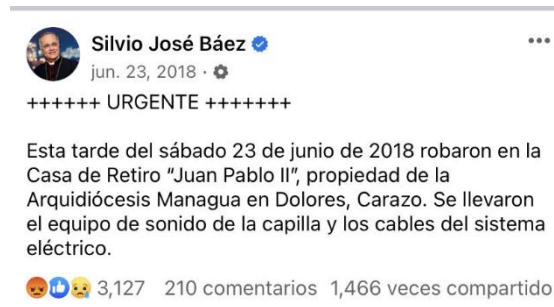 Silvio José Báez
jun. 23, 2018 ·
++++++ URGENTE +++++++
Esta tarde del sábado 23 de junio de 2018 robaron en la
Casa de Retiro “Juan Pablo II”, propiedad de la
Arquidiócesis Managua en Dolores, Carazo. Se llevaron
el equipo de sonido de la capilla y los cables del sistema
eléctrico.
3,127 210 comentarios 1,466 veces compartido